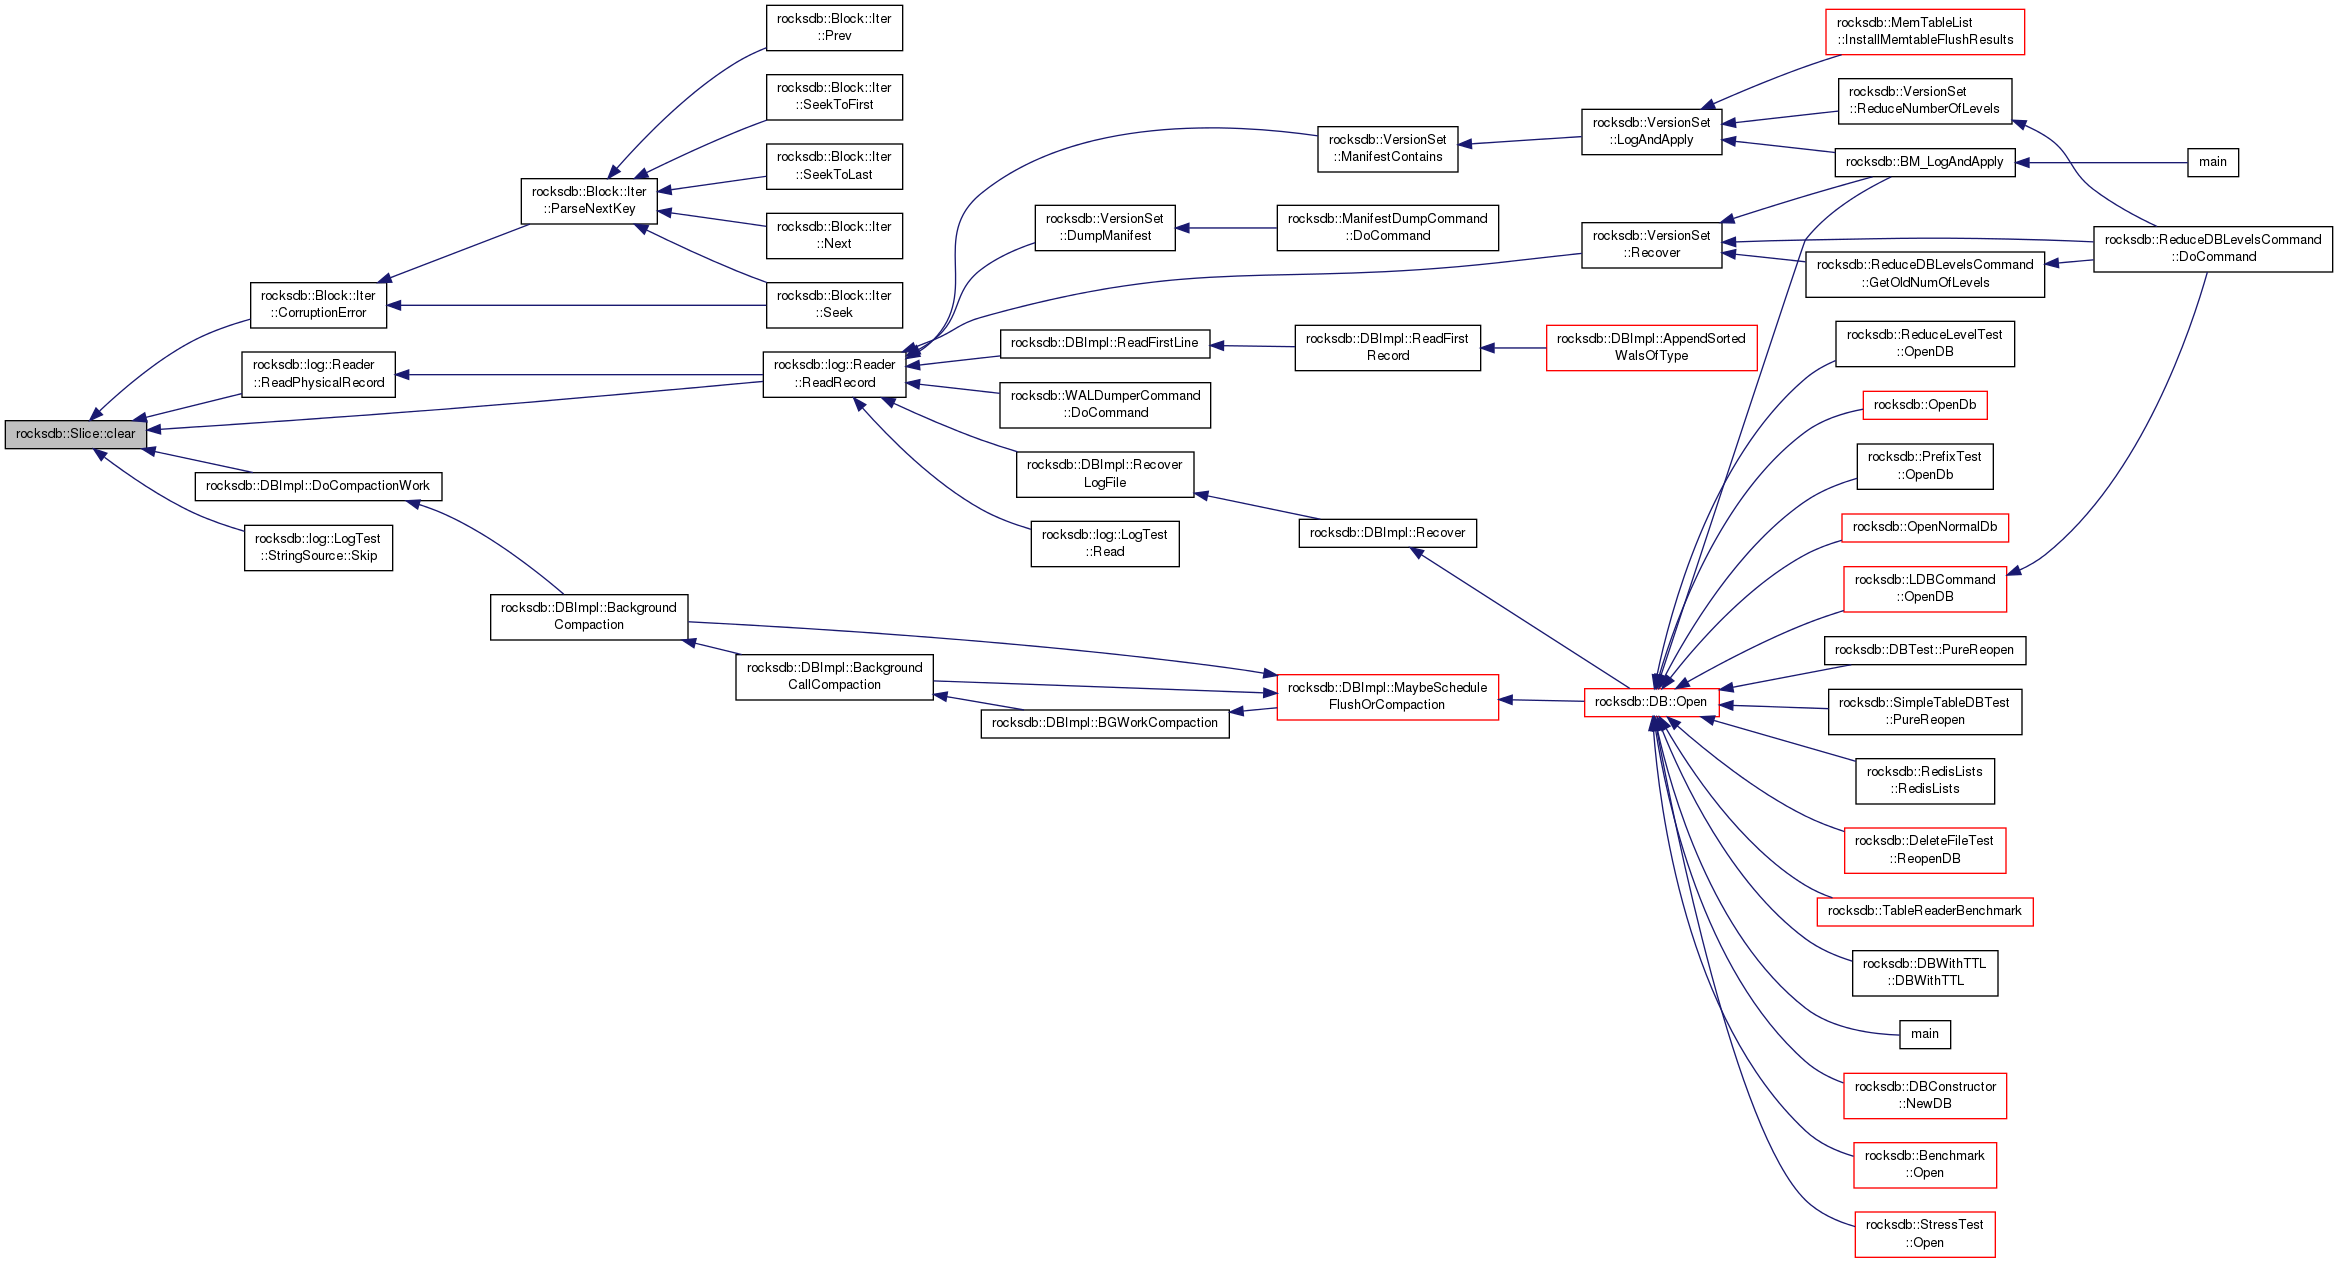 rocksdb::Slice::clear
rocksdb::Block::Iter
::CorruptionError
rocksdb::log::Reader
::ReadPhysicalRecord
rocksdb::DBImpl::DoCompactionWork
rocksdb::log::LogTest
::StringSource::Skip
rocksdb::Block::Iter
::ParseNextKey
rocksdb::DBImpl::Background
Compaction
rocksdb::Block::Iter
::Prev
rocksdb::Block::Iter
::SeekToFirst
rocksdb::Block::Iter
::SeekToLast
rocksdb::Block::Iter
::Next
rocksdb::Block::Iter
::Seek
rocksdb::log::Reader
::ReadRecord
rocksdb::DBImpl::Background
CallCompaction
rocksdb::VersionSet
::DumpManifest
rocksdb::DBImpl::ReadFirstLine
rocksdb::WALDumperCommand
::DoCommand
rocksdb::DBImpl::Recover
LogFile
rocksdb::log::LogTest
::Read
rocksdb::DBImpl::BGWorkCompaction
rocksdb::VersionSet
::ManifestContains
rocksdb::ManifestDumpCommand
::DoCommand
rocksdb::DBImpl::ReadFirst
Record
rocksdb::DBImpl::Recover
rocksdb::DBImpl::MaybeSchedule
FlushOrCompaction
rocksdb::VersionSet
::LogAndApply
rocksdb::VersionSet
::Recover
rocksdb::DBImpl::AppendSorted
WalsOfType
rocksdb::DB::Open
rocksdb::MemTableList
::InstallMemtableFlushResults
rocksdb::VersionSet
::ReduceNumberOfLevels
rocksdb::BM_LogAndApply
rocksdb::ReduceDBLevelsCommand
::GetOldNumOfLevels
rocksdb::ReduceLevelTest
::OpenDB
rocksdb::OpenDb
rocksdb::PrefixTest
::OpenDb
rocksdb::OpenNormalDb
rocksdb::LDBCommand
::OpenDB
rocksdb::DBTest::PureReopen
rocksdb::SimpleTableDBTest
::PureReopen
rocksdb::RedisLists
::RedisLists
rocksdb::DeleteFileTest
::ReopenDB
rocksdb::TableReaderBenchmark
rocksdb::DBWithTTL
::DBWithTTL
main
rocksdb::DBConstructor
::NewDB
rocksdb::Benchmark
::Open
rocksdb::StressTest
::Open
main
rocksdb::ReduceDBLevelsCommand
::DoCommand